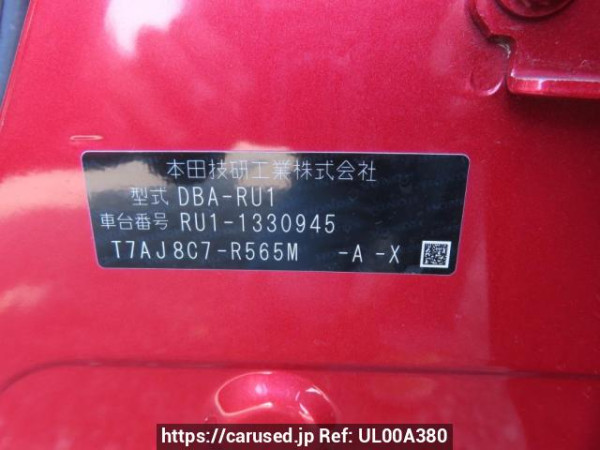 本田技研工業株式会社
型式 DBA-RU1
車台番号 RU1-1330945
T7AJ8C7-R565M -A -X
https://carused.jp Ref: UL00A380